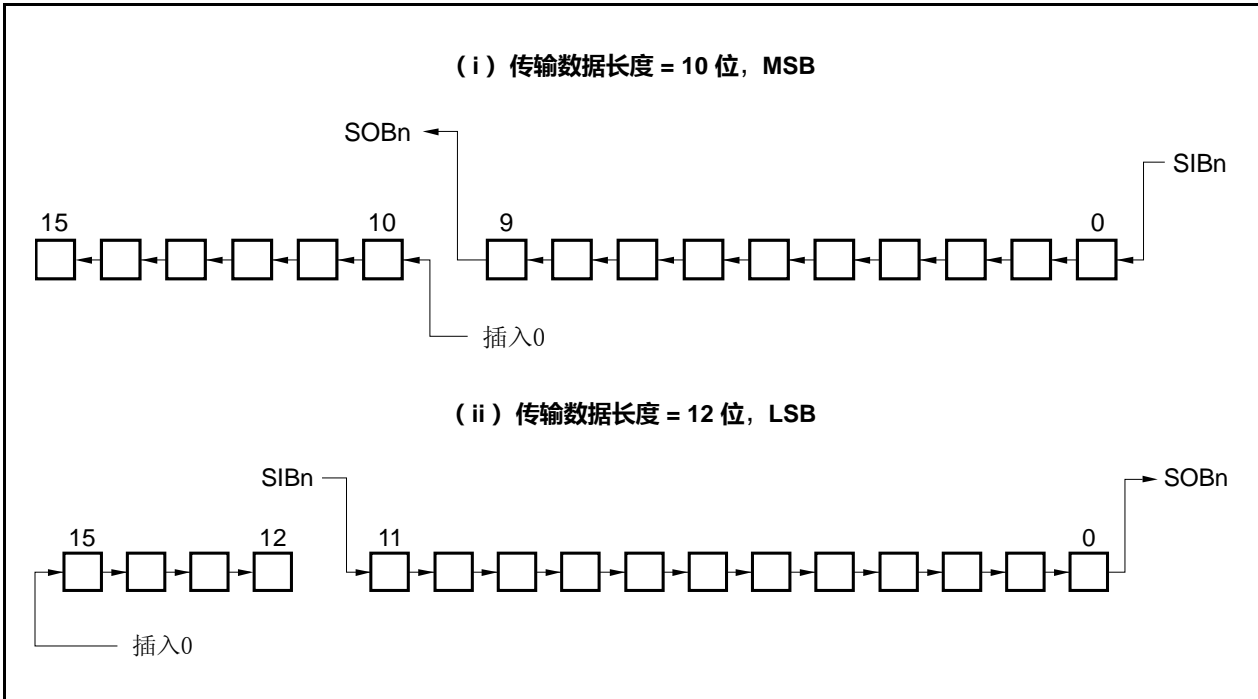 （i）传输数据长度 = 10 位，MSB
SOBn
SIBn
15
10
9
0
插入0
（ii）传输数据长度 = 12 位，LSB
SIBn
SOBn
15
12
11
0
插入0